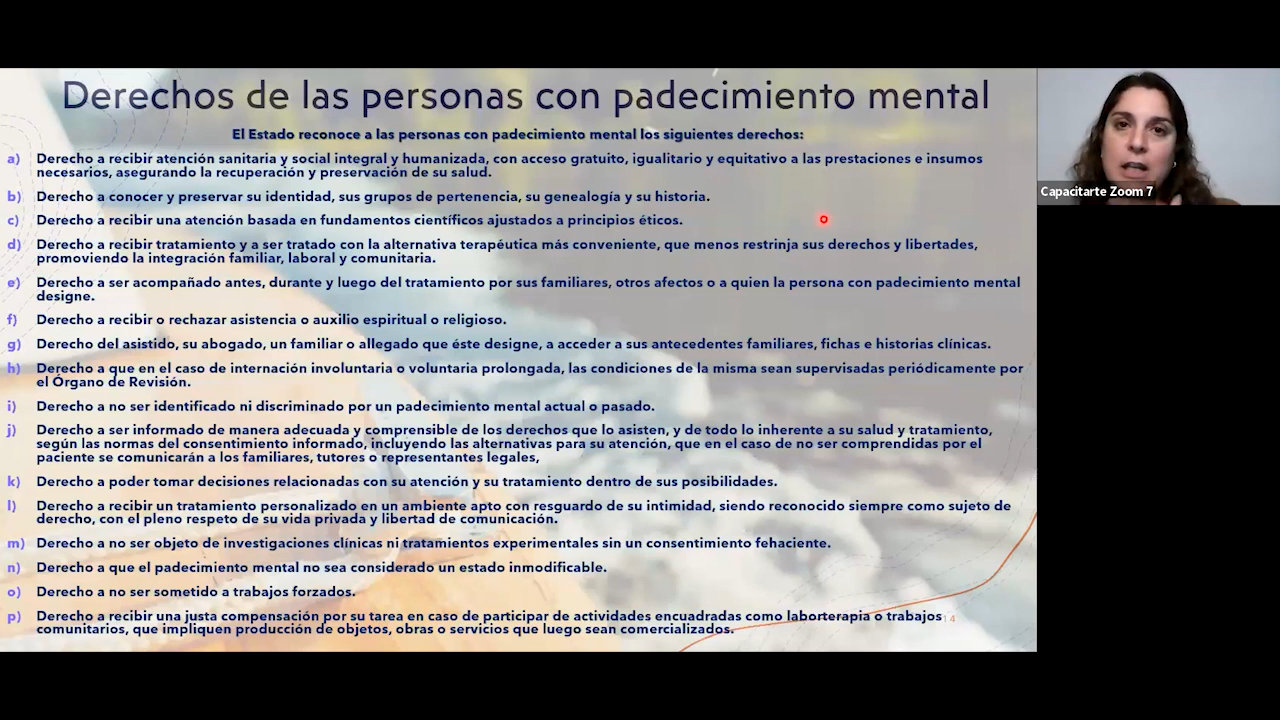 Derechos de las personas con padecimiento mental
El Estado reconoce a las personas con padecimiento mental los siguientes derechos:
a) Derecho a recibir atención sanitaria y social integral y humanizada, con acceso gratuito, igualitario y equitativo a las prestaciones e insumos
necesarios, asegurando la recuperación y preservación de su salud.
b) Derecho a conocer y preservar su identidad, sus grupos de pertenencia, su genealogía y su historia.
c) Derecho a recibir una atención basada en fundamentos científicos ajustados a principios éticos.
d) Derecho a recibir tratamiento y a ser tratado con la alternativa terapéutica más conveniente, que menos restrinja sus derechos y libertades,
promoviendo la integración familiar, laboral y comunitaria.
e) Derecho a ser acompañado antes, durante y luego del tratamiento por sus familiares, otros afectos o a quien la persona con padecimiento mental
designe.
f) Derecho a recibir o rechazar asistencia o auxilio espiritual o religioso.
g) Derecho del asistido, su abogado, un familiar o allegado que éste designe, a acceder a sus antecedentes familiares, fichas e historias clínicas.
h) Derecho a que en el caso de internación involuntaria o voluntaria prolongada, las condiciones de la misma sean supervisadas periódicamente por
el Órgano de Revisión.
i) Derecho a no ser identificado ni discriminado por un padecimiento mental actual o pasado.
j) Derecho a ser informado de manera adecuada y comprensible de los derechos que lo asisten, y de todo lo inherente a su salud y tratamiento,
según las normas del consentimiento informado, incluyendo las alternativas para su atención, que en el caso de no ser comprendidas por el
paciente se comunicarán a los familiares, tutores o representantes legales,
k) Derecho a poder tomar decisiones relacionadas con su atención y su tratamiento dentro de sus posibilidades.
l) Derecho a recibir un tratamiento personalizado en un ambiente apto con resguardo de su intimidad, siendo reconocido siempre como sujeto de
derecho, con el pleno respeto de su vida privada y libertad de comunicación.
m) Derecho a no ser objeto de investigaciones clínicas ni tratamientos experimentales sin un consentimiento fehaciente.
n) Derecho a que el padecimiento mental no sea considerado un estado inmodificable.
o) Derecho a no ser sometido a trabajos forzados.
p) Derecho a recibir una justa compensación por su tarea en caso de participar de actividades encuadradas como laborterapia o trabajos
comunitarios, que impliquen producción de objetos, obras o servicios que luego sean comercializados.
14
Capacitarte Zoom 7